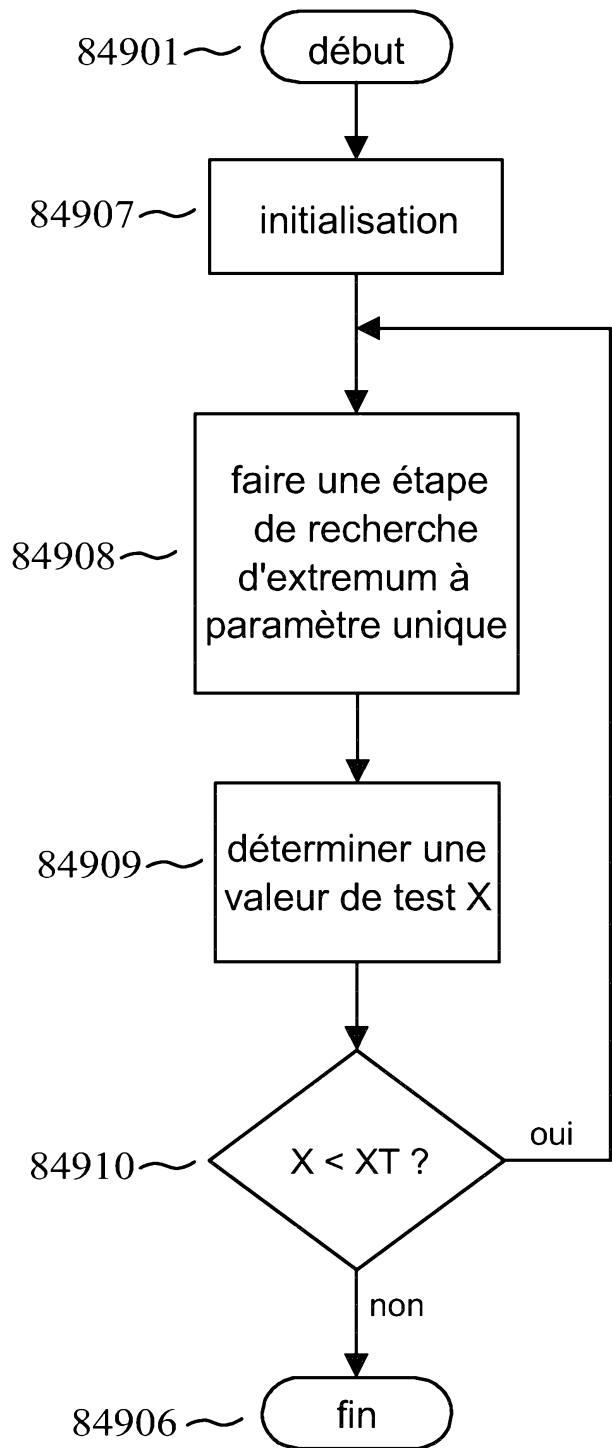 84901
début
84907
initialisation
84908
faire une étape
de recherche
d'extremum à
paramètre unique
84909
déterminer une
valeur de test X
84910
X < XT ?
oui
non
84906
fin